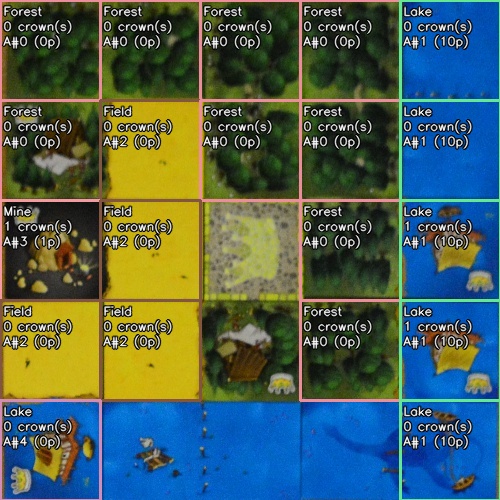 Forest
0 crown(s)
A#0 (0p)
Forest
0 crown(s)
A#0 (0p)
Forest
0 crown(s)
A#0 (0p)
Forest
0 crown(s)
A#0 (0p)
Lake
0 crown(s)
A#1 (10p)
Forest
0 crown(s)
A#0 (0p)
Field
0 crown(s)
A#2 (0p)
Forest
0 crown(s)
A#0 (0p)
Forest
0 crown(s)
A#0 (0p)
Lake
0 crown(s)
A#1 (10p)
Mine
1 crown(s)
A#3 (1p)
Field
0 crown(s)
A#2 (0p)
Forest
0 crown(s)
A#0 (0p)
Lake
1 crown(s)
A#1 (10p)
Field
0 crown(s)
A#2 (0p)
Field
0 crown(s)
A#2 (0p)
Forest
0 crown(s)
A#0 (0p)
Lake
1 crown(s)
A#1 (10p)
Lake
0 crown(s)
A#4 (0p)
Lake
0 crown(s)
A#1 (10p)